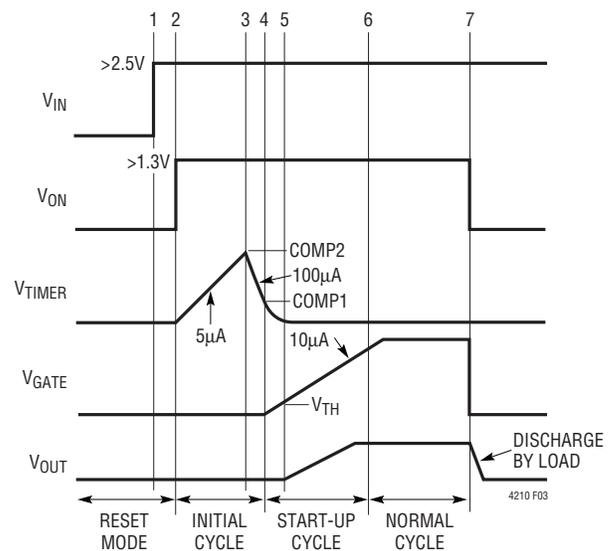 1 2 3 4 5 6 7
>2.5V
VIN
>1.3V
VON
COMP2
100µA
VTIMER
COMP1
5µA
10µA
VGATE
VTH
VOUT
DISCHARGE
BY LOAD
4210 F03
RESET
MODE
INITIAL
CYCLE
START-UP
CYCLE
NORMAL
CYCLE